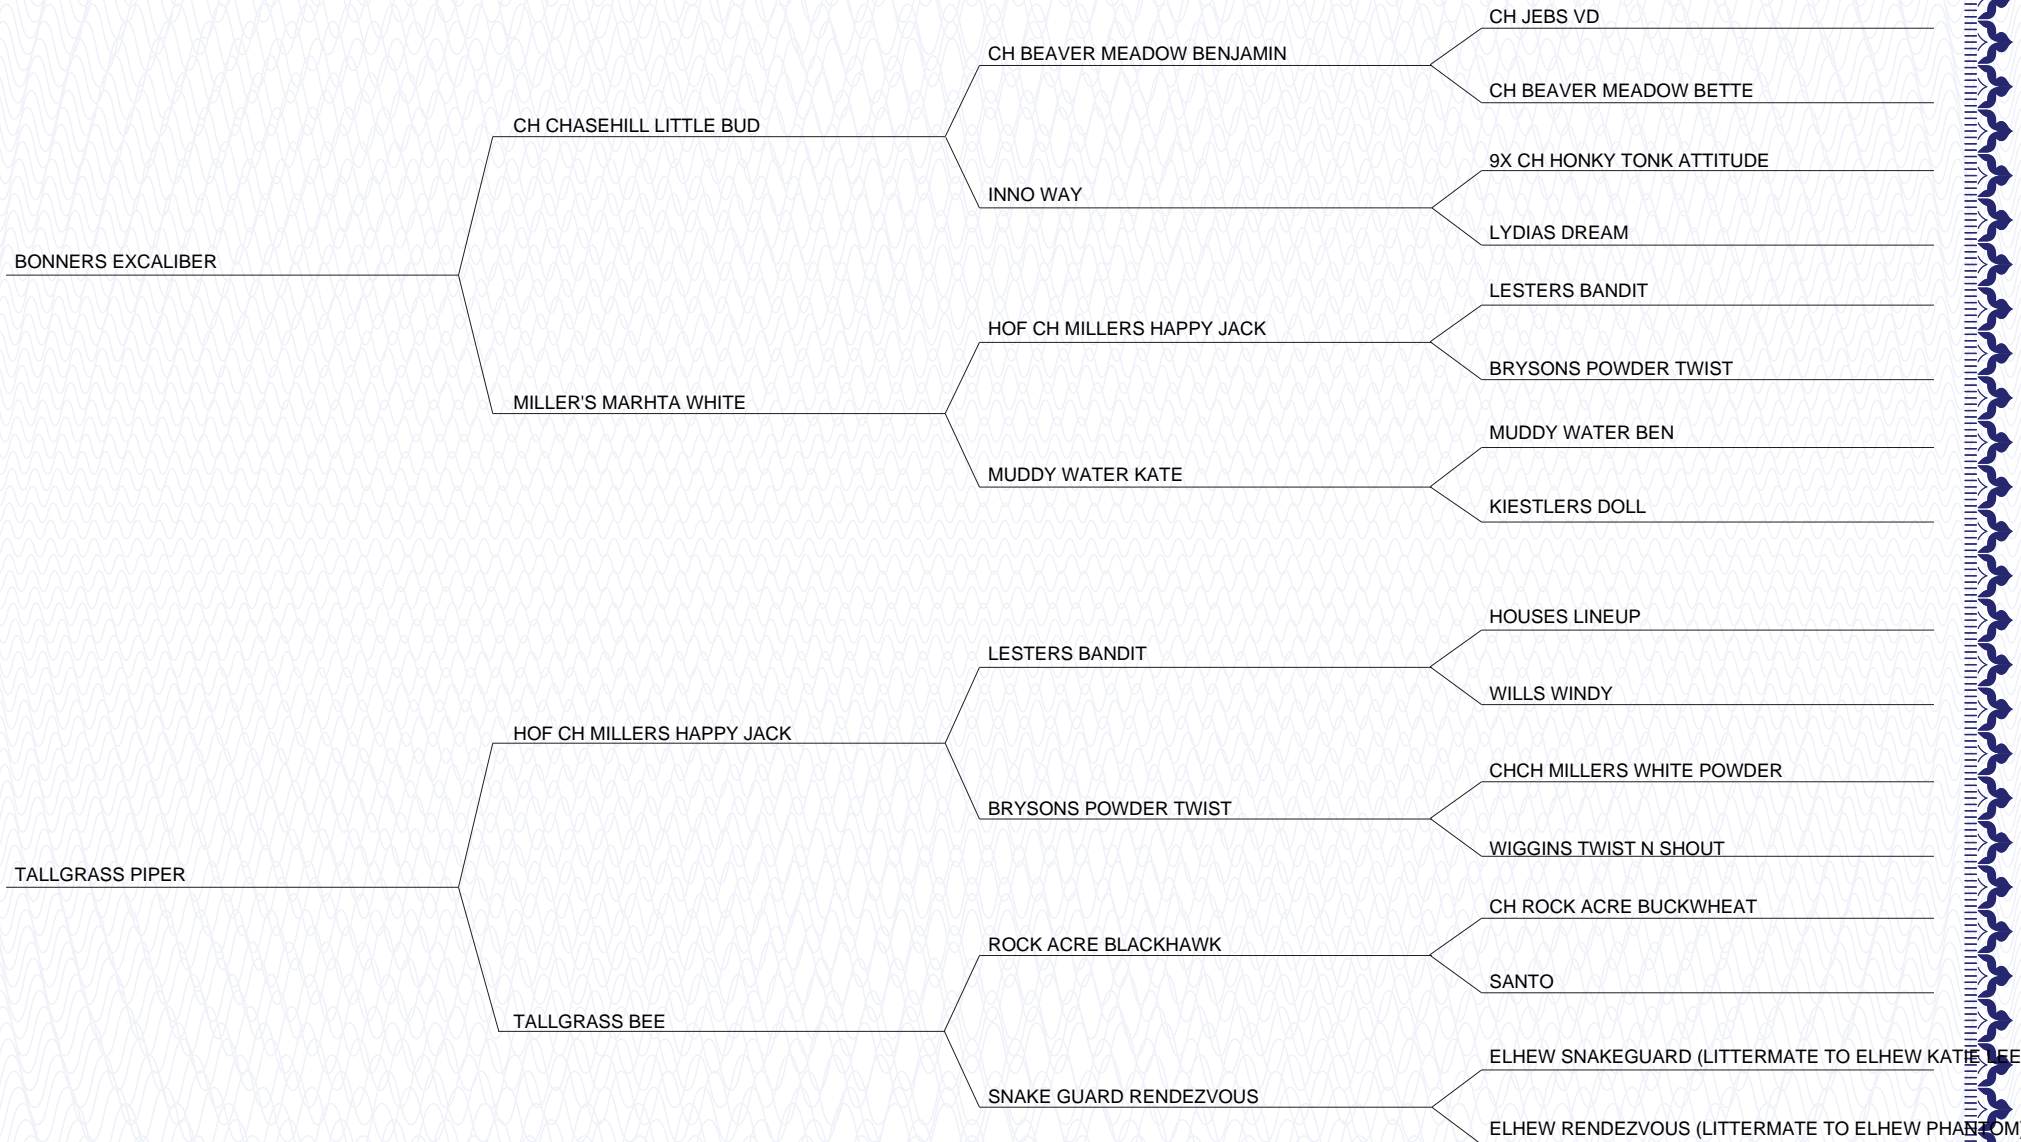 CH JEBS VD
CH BEAVER MEADOW BENJAMIN
CH BEAVER MEADOW BETTE
CH CHASEHILL LITTLE BUD
9X CH HONKY TONK ATTITUDE
INNO WAY
LYDIAS DREAM
BONNERS EXCALIBER
LESTERS BANDIT
HOF CH MILLERS HAPPY JACK
BRYSONS POWDER TWIST
MILLER'S MARHTA WHITE
MUDDY WATER BEN
MUDDY WATER KATE
KIESTLERS DOLL
HOUSES LINEUP
LESTERS BANDIT
WILLS WINDY
HOF CH MILLERS HAPPY JACK
CHCH MILLERS WHITE POWDER
BRYSONS POWDER TWIST
WIGGINS TWIST N SHOUT
TALLGRASS PIPER
CH ROCK ACRE BUCKWHEAT
ROCK ACRE BLACKHAWK
SANTO
TALLGRASS BEE
ELHEW SNAKEGUARD (LITTERMATE TO ELHEW KATIE LEE
SNAKE GUARD RENDEZVOUS
ELHEW RENDEZVOUS (LITTERMATE TO ELHEW PHANTOM)